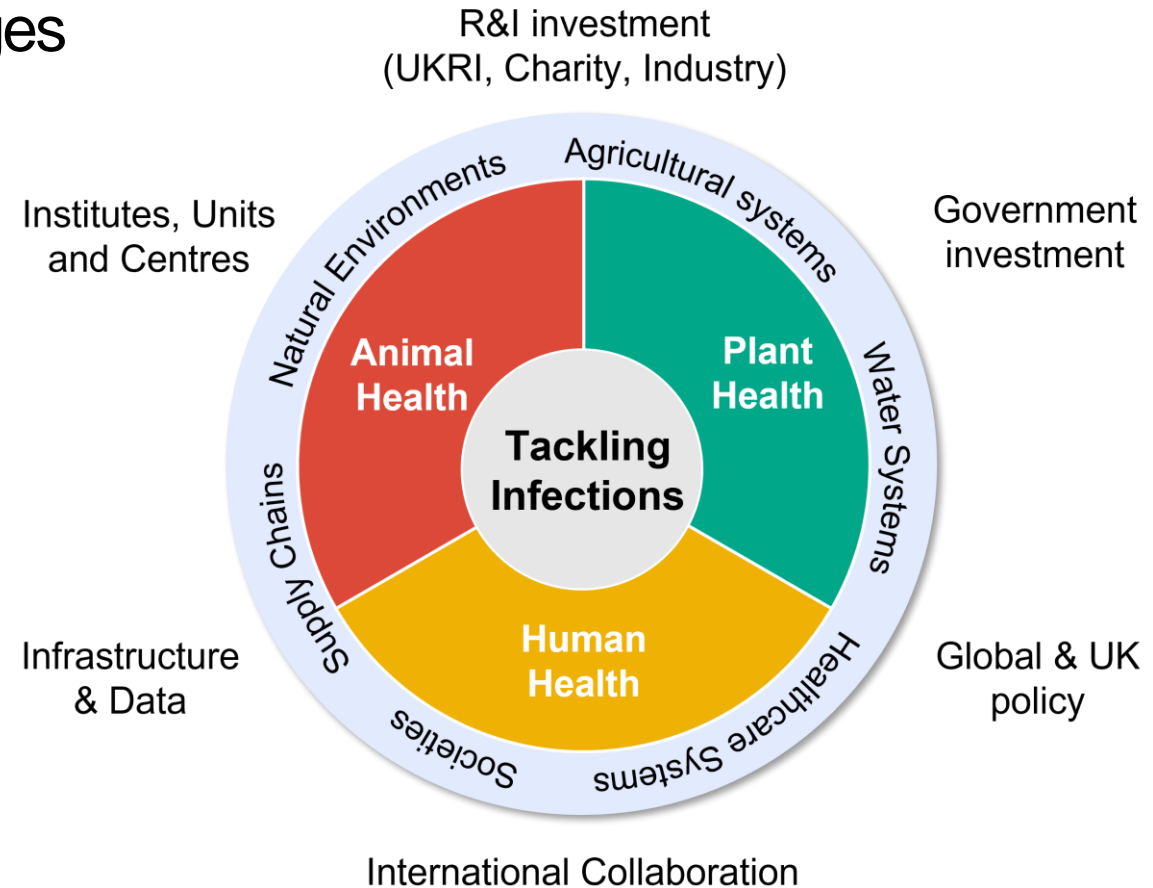 ges
R&I investment
(UKRI, Charity, Industry)
Institutes, Units
and Centres
Government
investment
Natural Environments
Agricultural systems
Water Systems
Healthcare Systems
Societies
Supply Chains
Animal
Health
Plant
Health
Tackling
Infections
Human
Health
Infrastructure
& Data
Global & UK
policy
International Collaboration